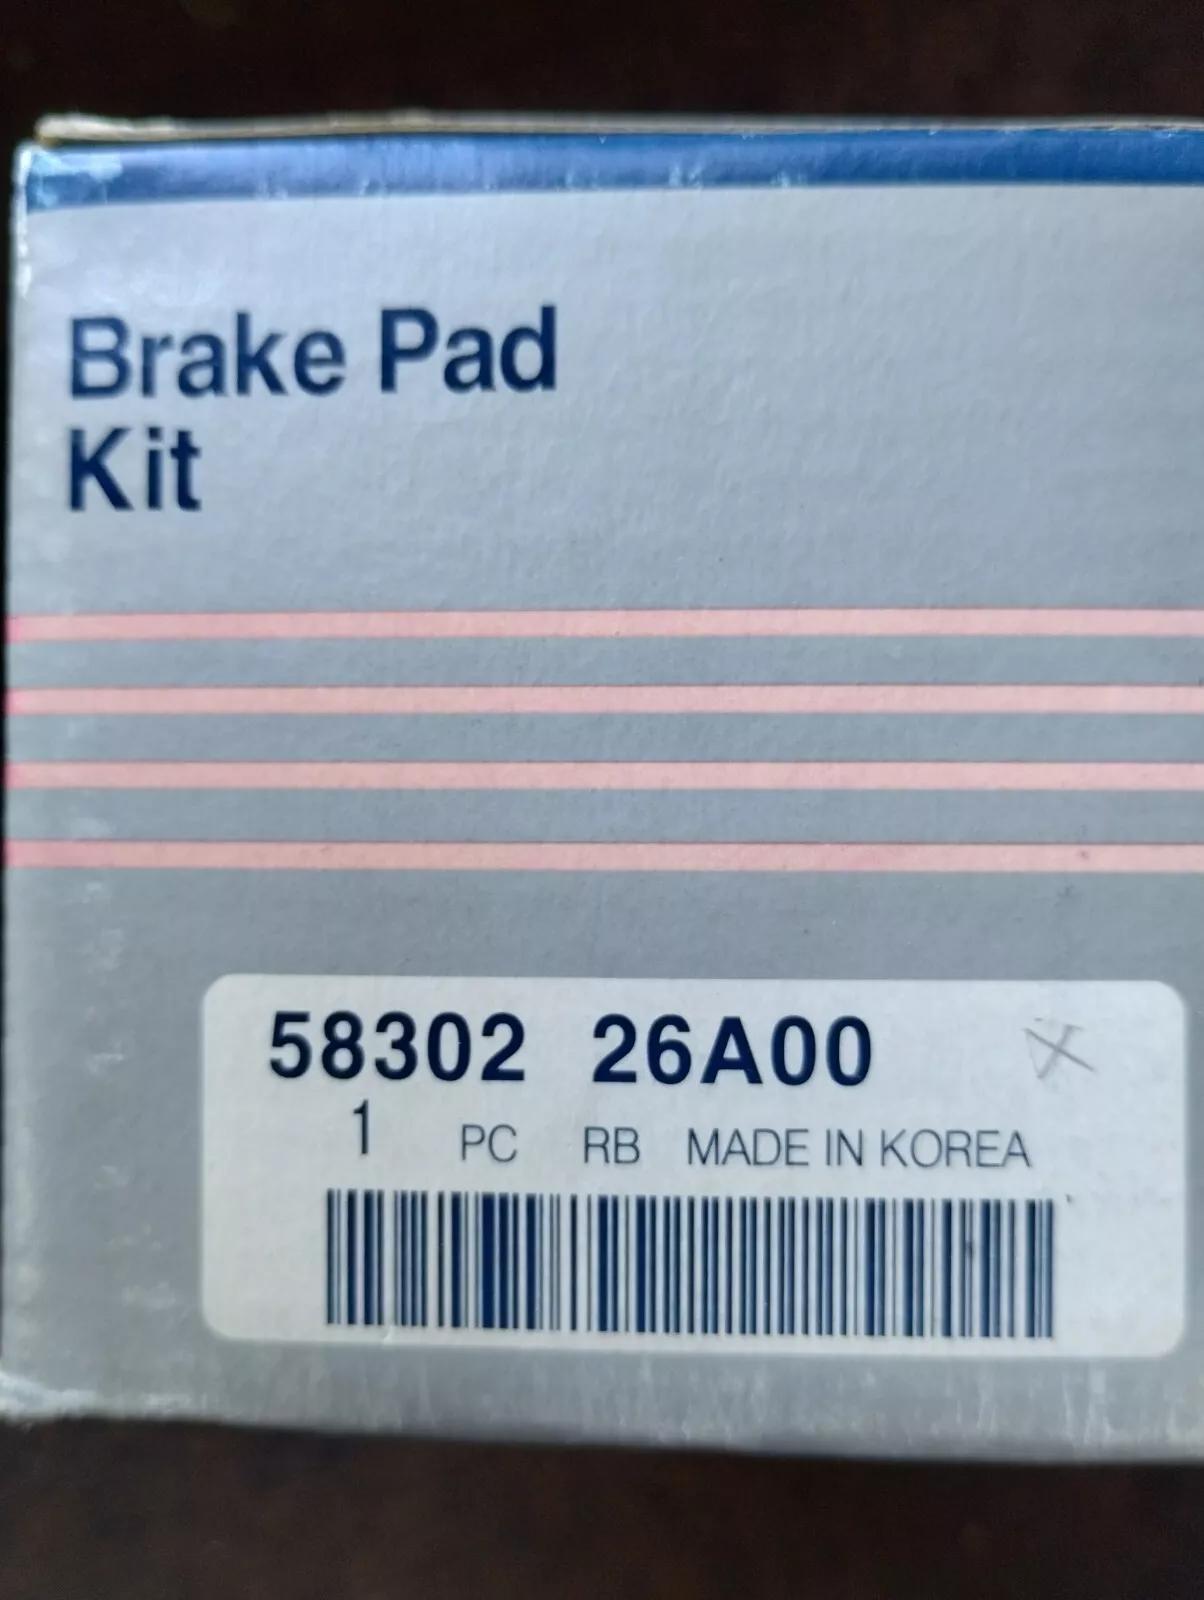 Brake Pad
Kit
58302 26A00
1 PC RB MADE IN KOREA